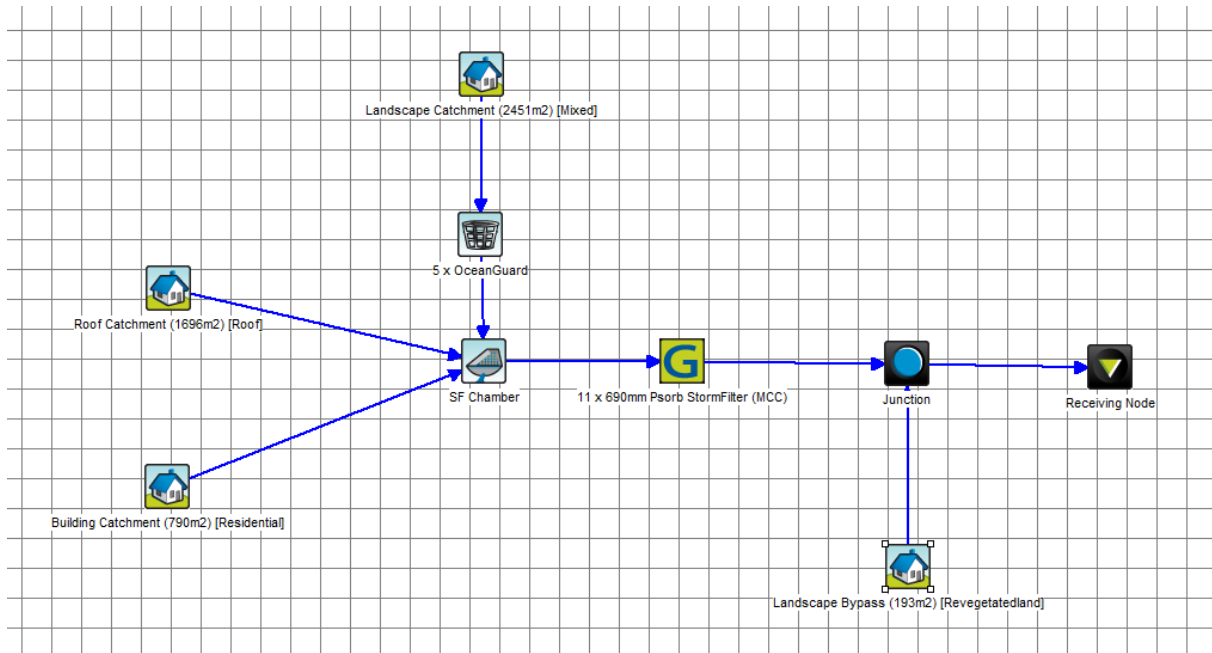 Landscape Catchment (2451m2) [Mixed]
5 x OceanGuard
Roof Catchment (1696m2) [Roof]
SF Chamber
G
11 x 690mm Psorb StormFilter (MCC)
Junction
Receiving Node
Building Catchment (790m2) [Residential]
Landscape Bypass (193m2) [Revegetatedland]